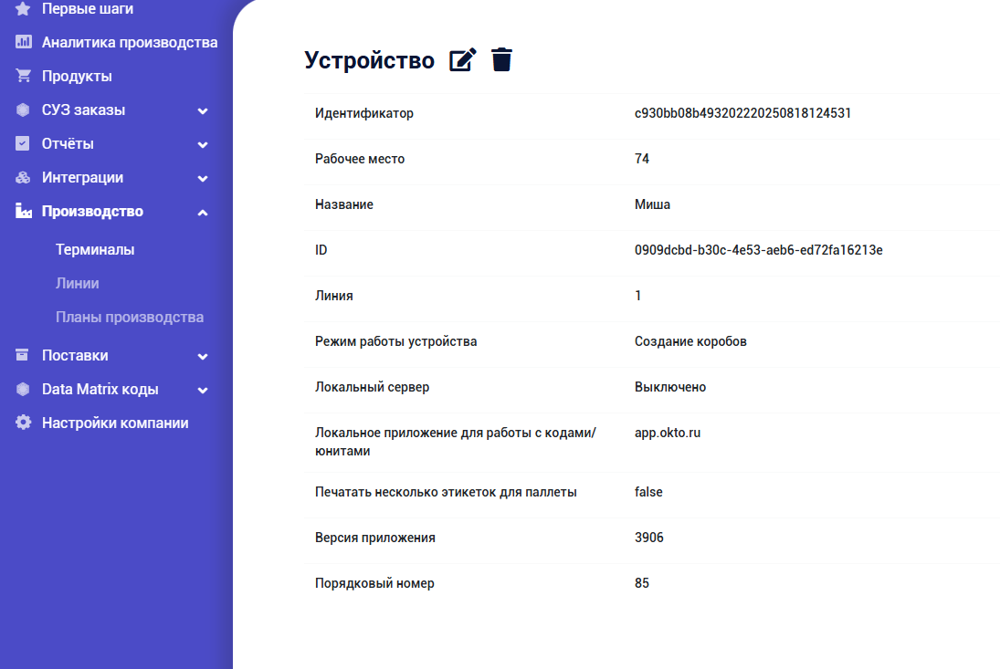 Первые шаги
Аналитика производства
Продукты
СУЗ заказы
Отчёты
Интеграции
Производство
Терминалы
Линии
Планы производства
Поставки
Data Matrix коды
Настройки компании
Устройство
Идентификатор c930bb08b493202220250818124531
Рабочее место 74
Название Миша
ID 0909dcbd-b30c-4e53-aeb6-ed72fa16213e
Линия 1
Режим работы устройства Создание коробов
Локальный сервер Выключено
Локальное приложение для работы с кодами/ app.okto.ru
юнитами
Печатать несколько этикеток для паллеты false
Версия приложения 3906
Порядковый номер 85